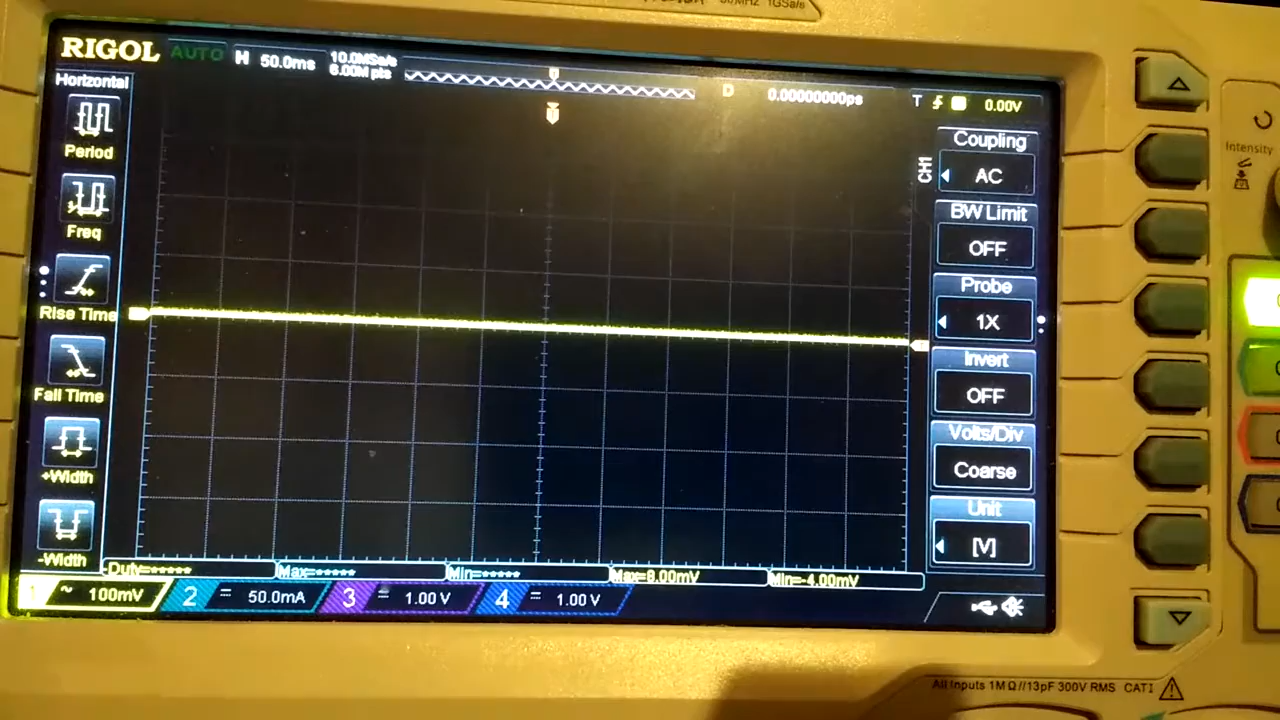 1GSa/s
RIGOL AUTO H 50.0ms 10.0MSa/s 6.00M pts D 0.00000000ps T 0.00V
Horizontal
Period
Freq
Rise Time
Fall Time
+Width
-Width
CH1
Coupling
AC
BW Limit
OFF
Probe
1X
Invert
OFF
Volts/Div
Coarse
Unit
[V]
-Duty=***** Max=***** Min=***** Max=8.00mV Min=-4.00mV
1 ~ 100mV 2 50.0mA 3 1.00 V 4 1.00 V
Intensity
All Inputs 1MΩ//13pF 300V RMS CAT I